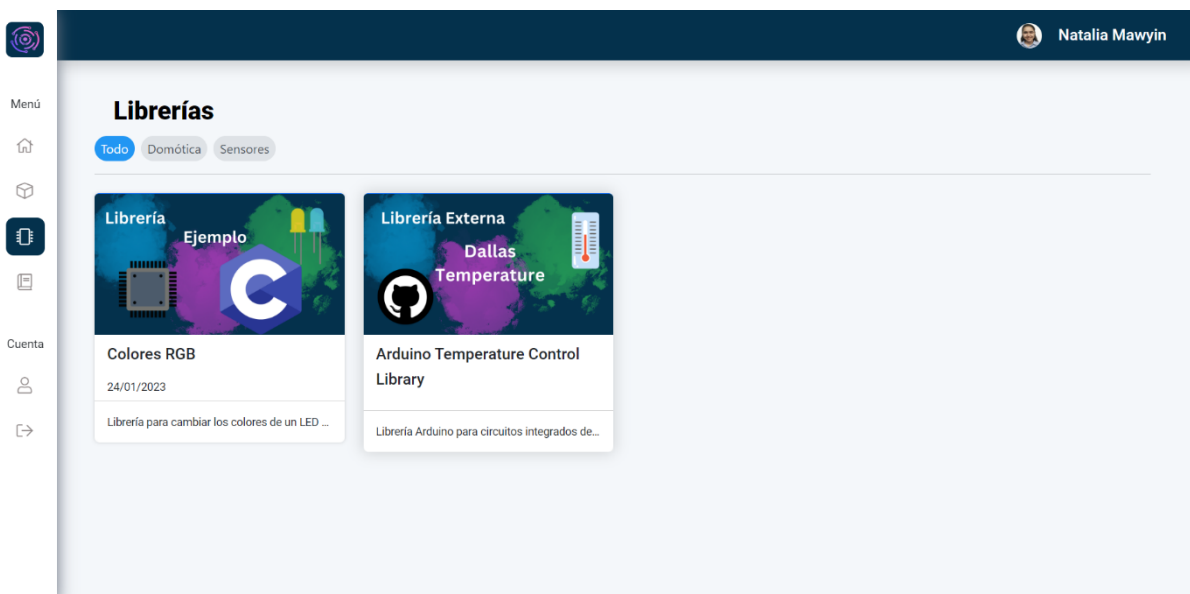 Natalia Mawyin
Menú
Librerías
Todo Domótica Sensores
Librería
Ejemplo
C
Librería Externa
Dallas
Temperature
Cuenta
Colores RGB
24/01/2023
Librería para cambiar los colores de un LED ...
Arduino Temperature Control
Library
Librería Arduino para circuitos integrados de...